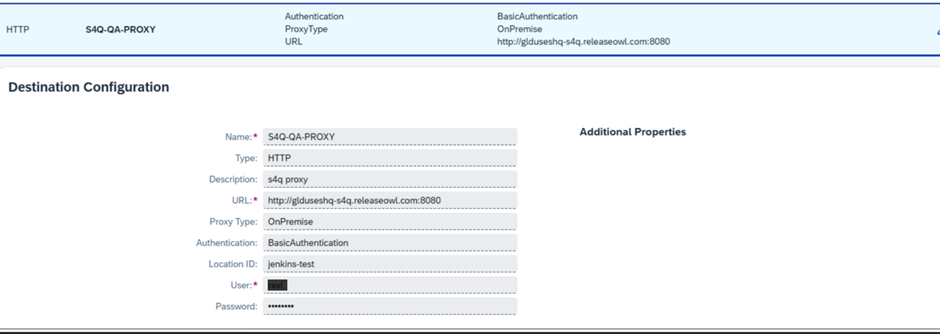 Authentication BasicAuthentication
HTTP S4Q-QA-PROXY ProxyType OnPremise
URL http://glduseshq-s4q.releaseowl.com:8080
Destination Configuration
Additional Properties
Name:* S4Q-QA-PROXY
Type: HTTP
Description: s4q proxy
URL:* http://glduseshq-s4q.releaseowl.com:8080
Proxy Type: OnPremise
Authentication: BasicAuthentication
Location ID: jenkins-test
User:*
Password: ••••••••